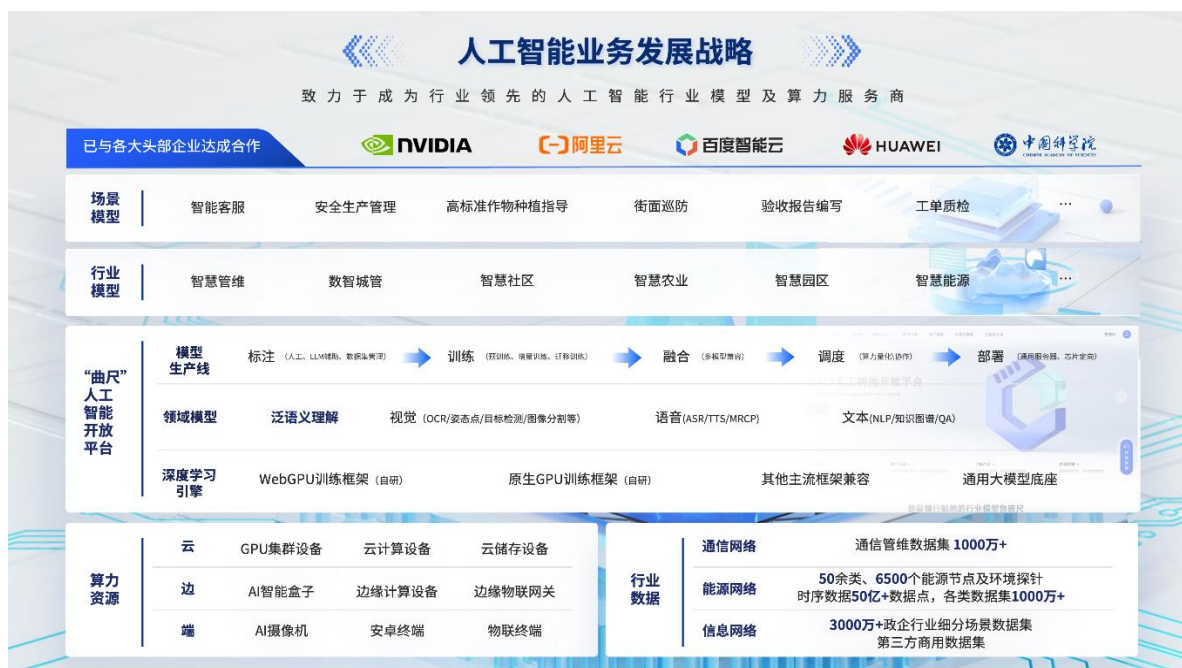 人工智能业务发展战略
致力于成为行业领先的人工智能行业模型及算力服务商
已与各大头部企业达成合作 NVIDIA 阿里云 百度智能云 HUAWEI 中国科学院
CHINESE ACADEMY OF SCIENCES
场景
模型
智能客服 安全生产管理 高标准作物种植指导 街面巡防 验收报告编写 工单质检 ...
行业
模型
智慧管维 数智城管 智慧社区 智慧农业 智慧园区 智慧能源 ...
“曲尺”
人工
智能
开放
平台
模型
生产线
标注（人工、LLM辅助、数据集管理） 训练（预训练、增量训练、迁移训练） 融合（多模型兼容） 调度（算力量化协作） 部署（通用服务器、芯片定向）
人工智能开放平台
领域模型 泛语义理解 视觉（OCR/姿态点/目标检测/图像分割等） 语音(ASR/TTS/MRCP) 文本(NLP/知识图谱/QA)
深度学习
引擎
WebGPU训练框架（自研） 原生GPU训练框架（自研） 其他主流框架兼容 通用大模型底座
算力
资源
云 GPU集群设备 云计算设备 云储存设备
边 AI智能盒子 边缘计算设备 边缘物联网关
端 AI摄像机 安卓终端 物联终端
行业
数据
通信网络 通信管维数据集 1000万+
能源网络 50余类、6500个能源节点及环境探针
时序数据50亿+数据点，各类数据集1000万+
信息网络 3000万+政企行业细分场景数据集
第三方商用数据集